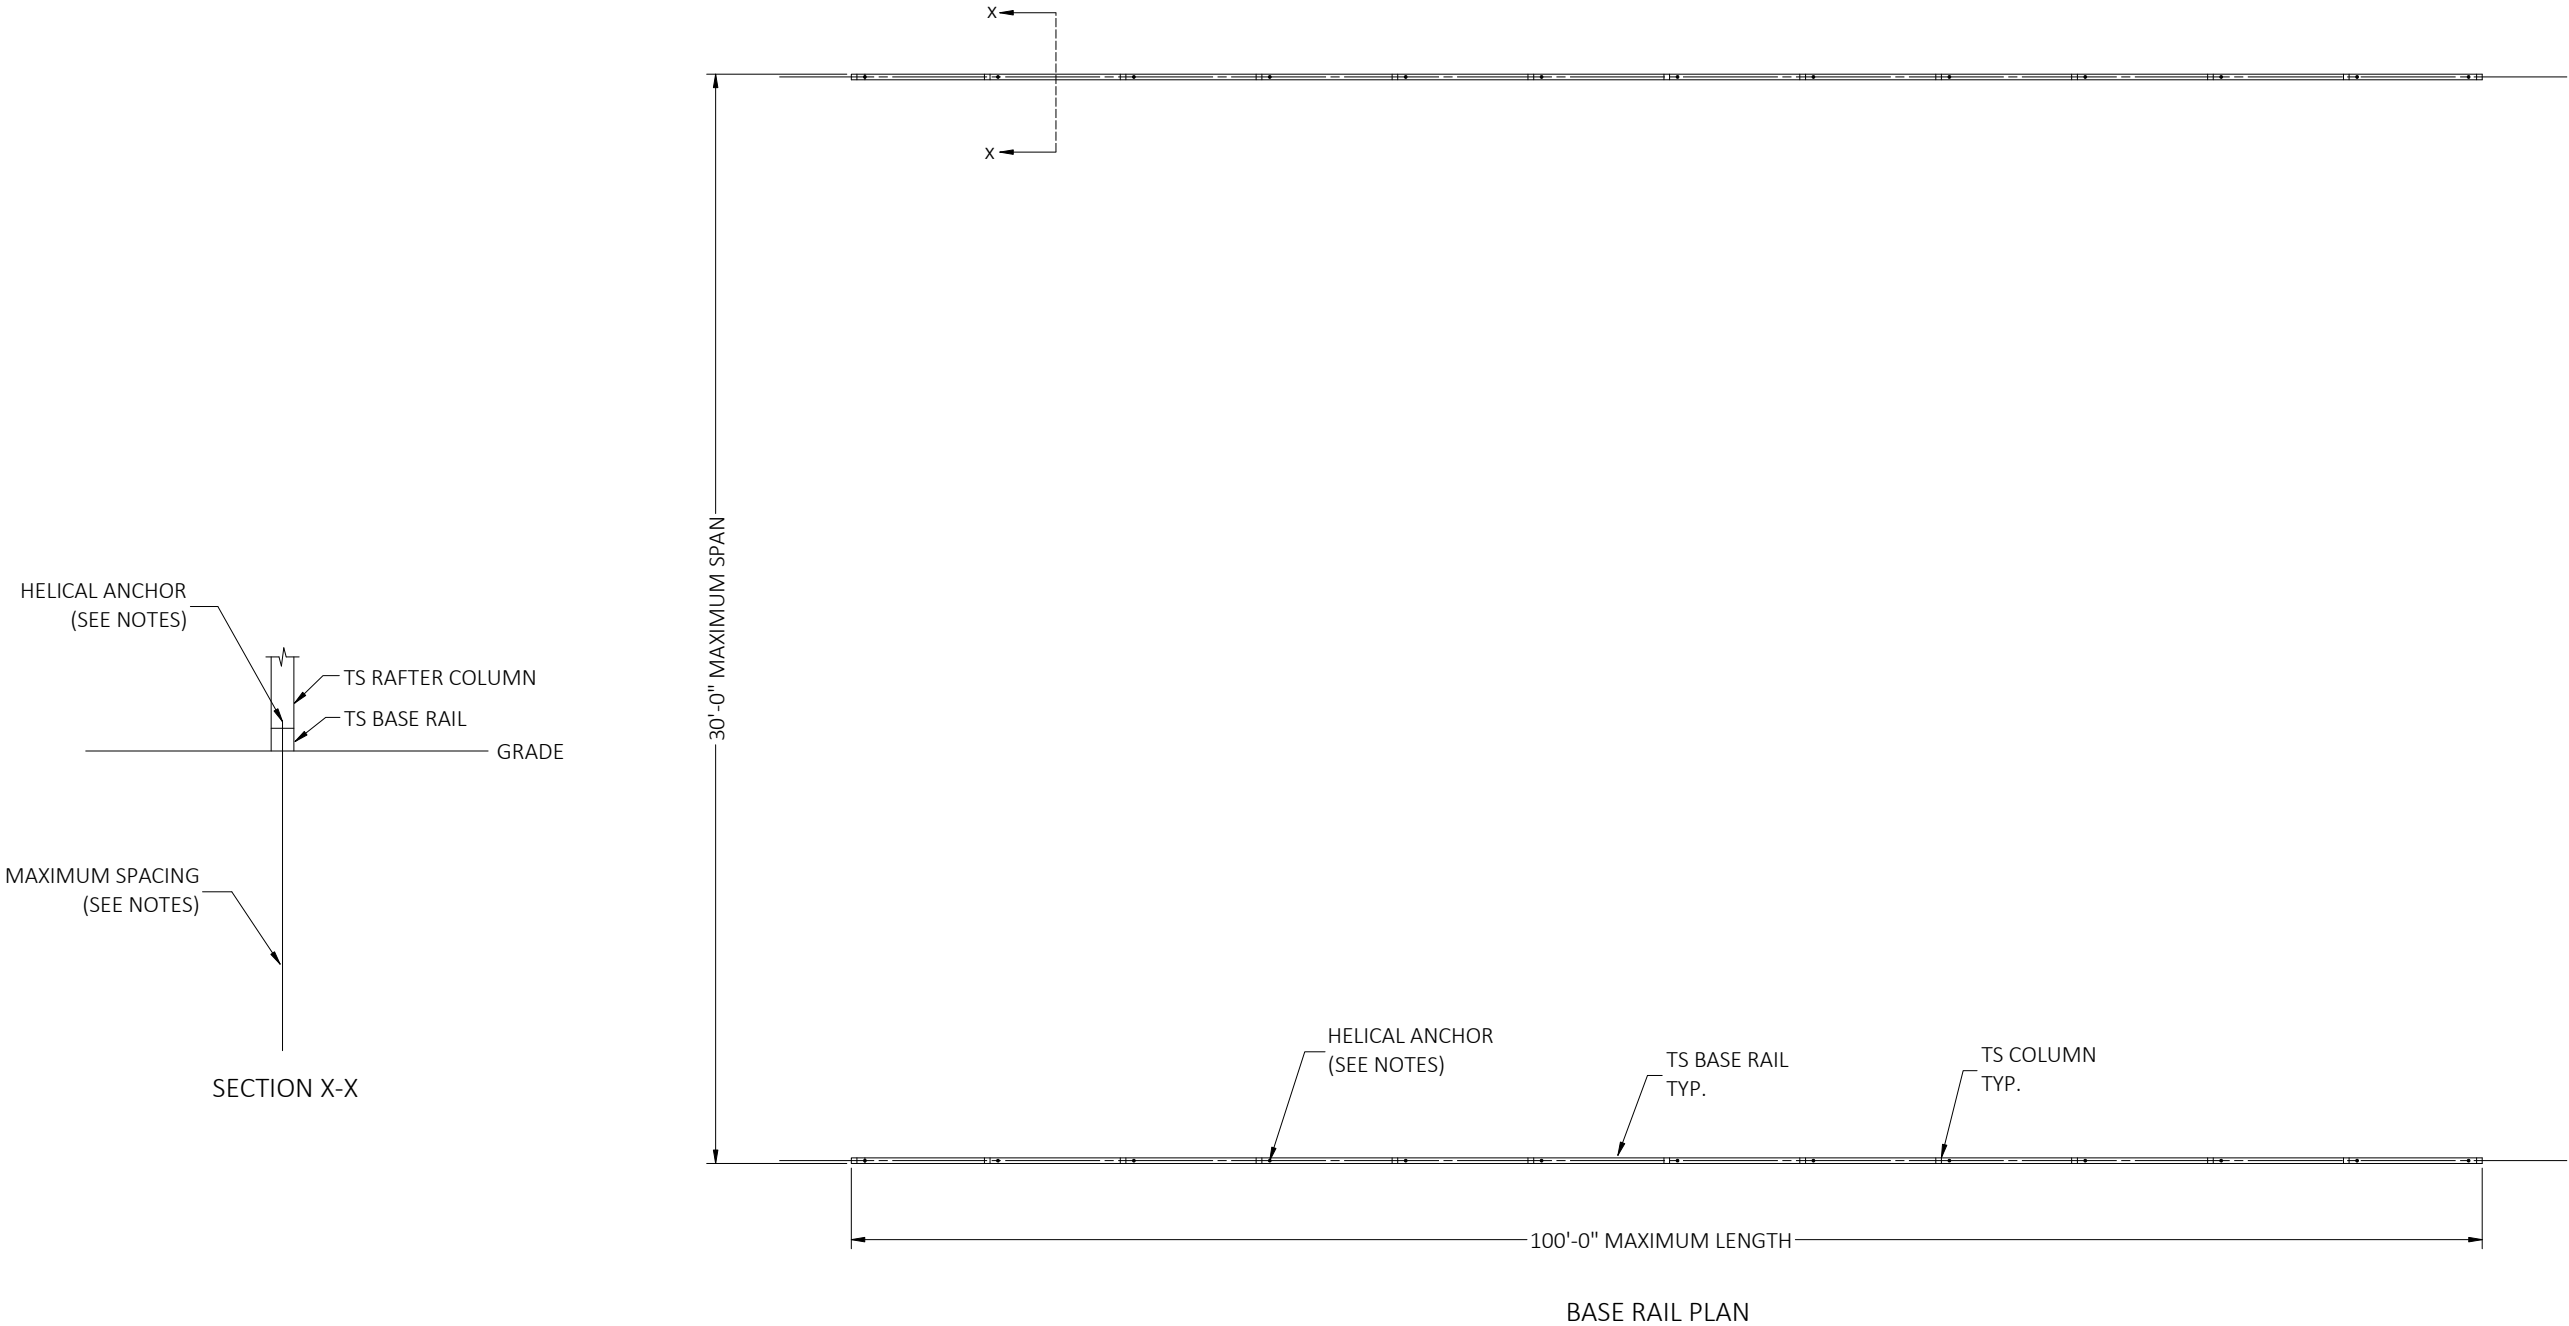 X
X
30'-0" MAXIMUM SPAN
HELICAL ANCHOR
(SEE NOTES)
TS RAFTER COLUMN
TS BASE RAIL
GRADE
MAXIMUM SPACING
(SEE NOTES)
SECTION X-X
HELICAL ANCHOR
(SEE NOTES)
TS BASE RAIL
TYP.
TS COLUMN
TYP.
100'-0" MAXIMUM LENGTH
BASE RAIL PLAN